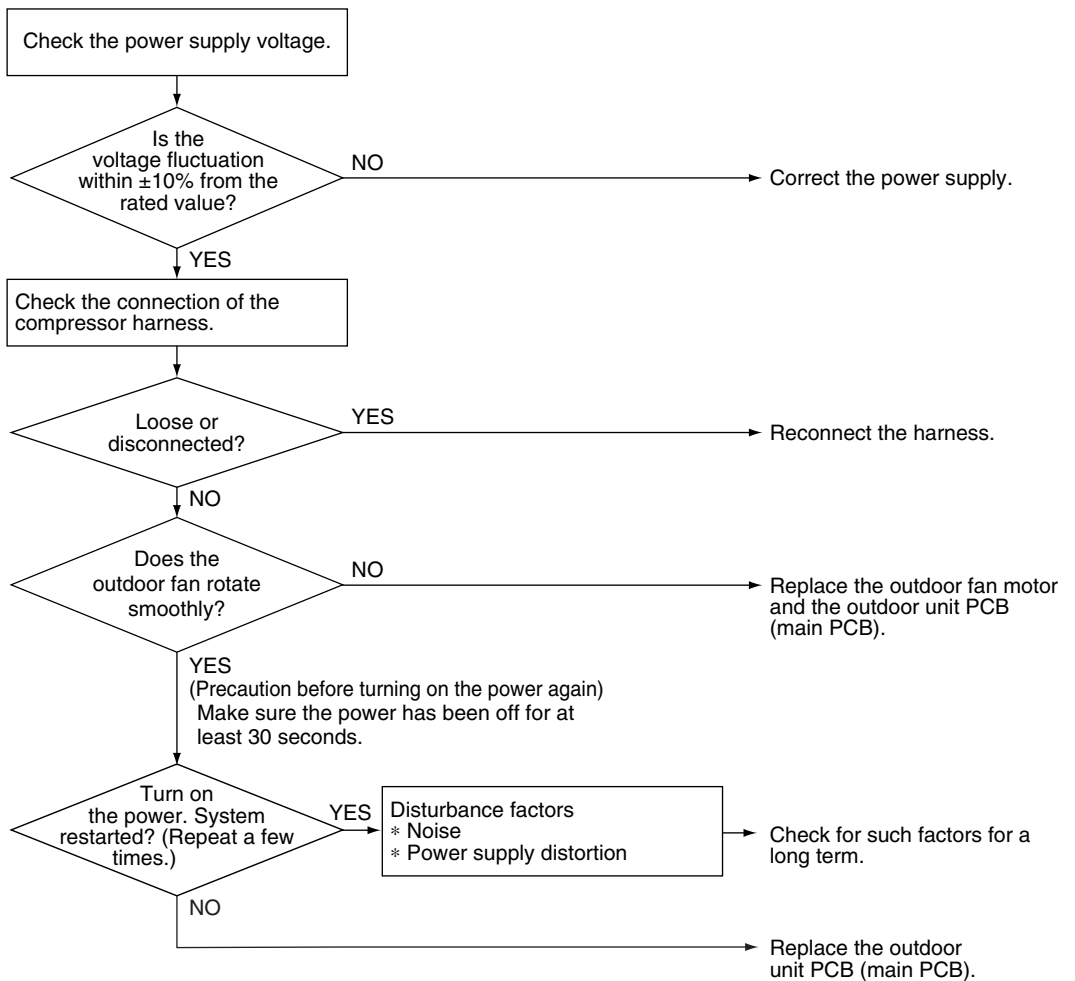 Check the power supply voltage.
Is the
voltage fluctuation
within ±10% from the
rated value?
NO
Correct the power supply.
YES
Check the connection of the
compressor harness.
Loose or
disconnected?
YES
Reconnect the harness.
NO
Does the
outdoor fan rotate
smoothly?
NO
Replace the outdoor fan motor
and the outdoor unit PCB
(main PCB).
YES
(Precaution before turning on the power again)
Make sure the power has been off for at
least 30 seconds.
Turn on
the power. System
restarted? (Repeat a few
times.)
YES
Disturbance factors
* Noise
* Power supply distortion
Check for such factors for a
long term.
NO
Replace the outdoor
unit PCB (main PCB).